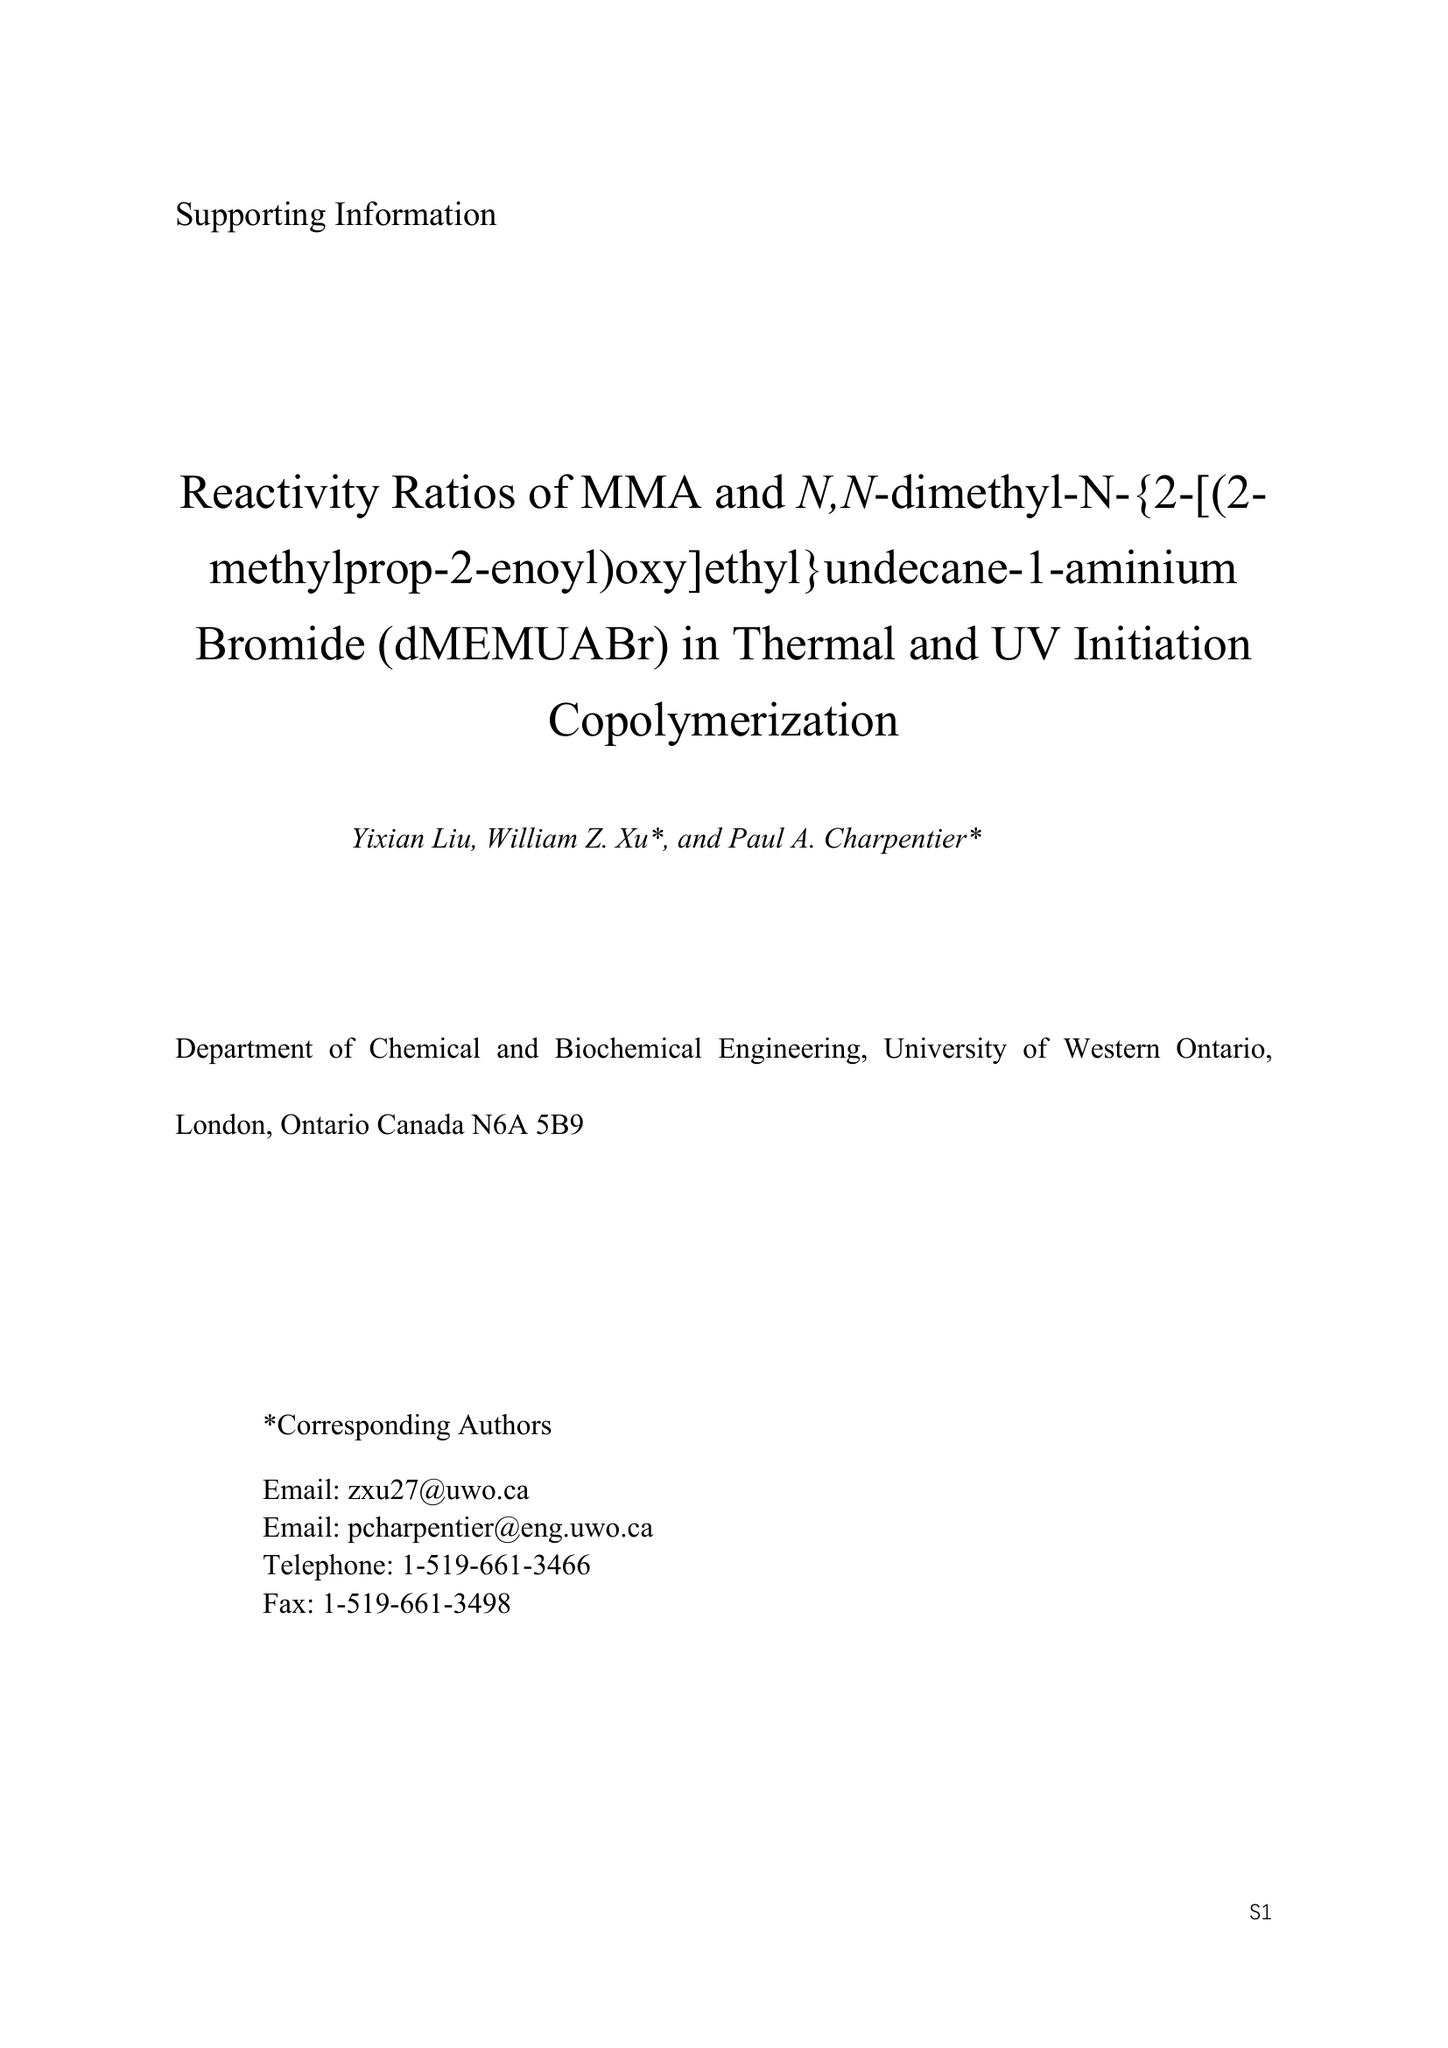 Supporting Information
Reactivity Ratios of MMA and N,N-dimethyl-N-{2-[(2-
methylprop-2-enoyl)oxy]ethyl}undecane-1-aminium
Bromide (dMEMUABr) in Thermal and UV Initiation
Copolymerization
Yixian Liu, William Z. Xu*, and Paul A. Charpentier*
Department of Chemical and Biochemical Engineering, University of Western Ontario,
London, Ontario Canada N6A 5B9
*Corresponding Authors
Email: zxu27@uwo.ca
Email: pcharpentier@eng.uwo.ca
Telephone: 1-519-661-3466
Fax: 1-519-661-3498
S1